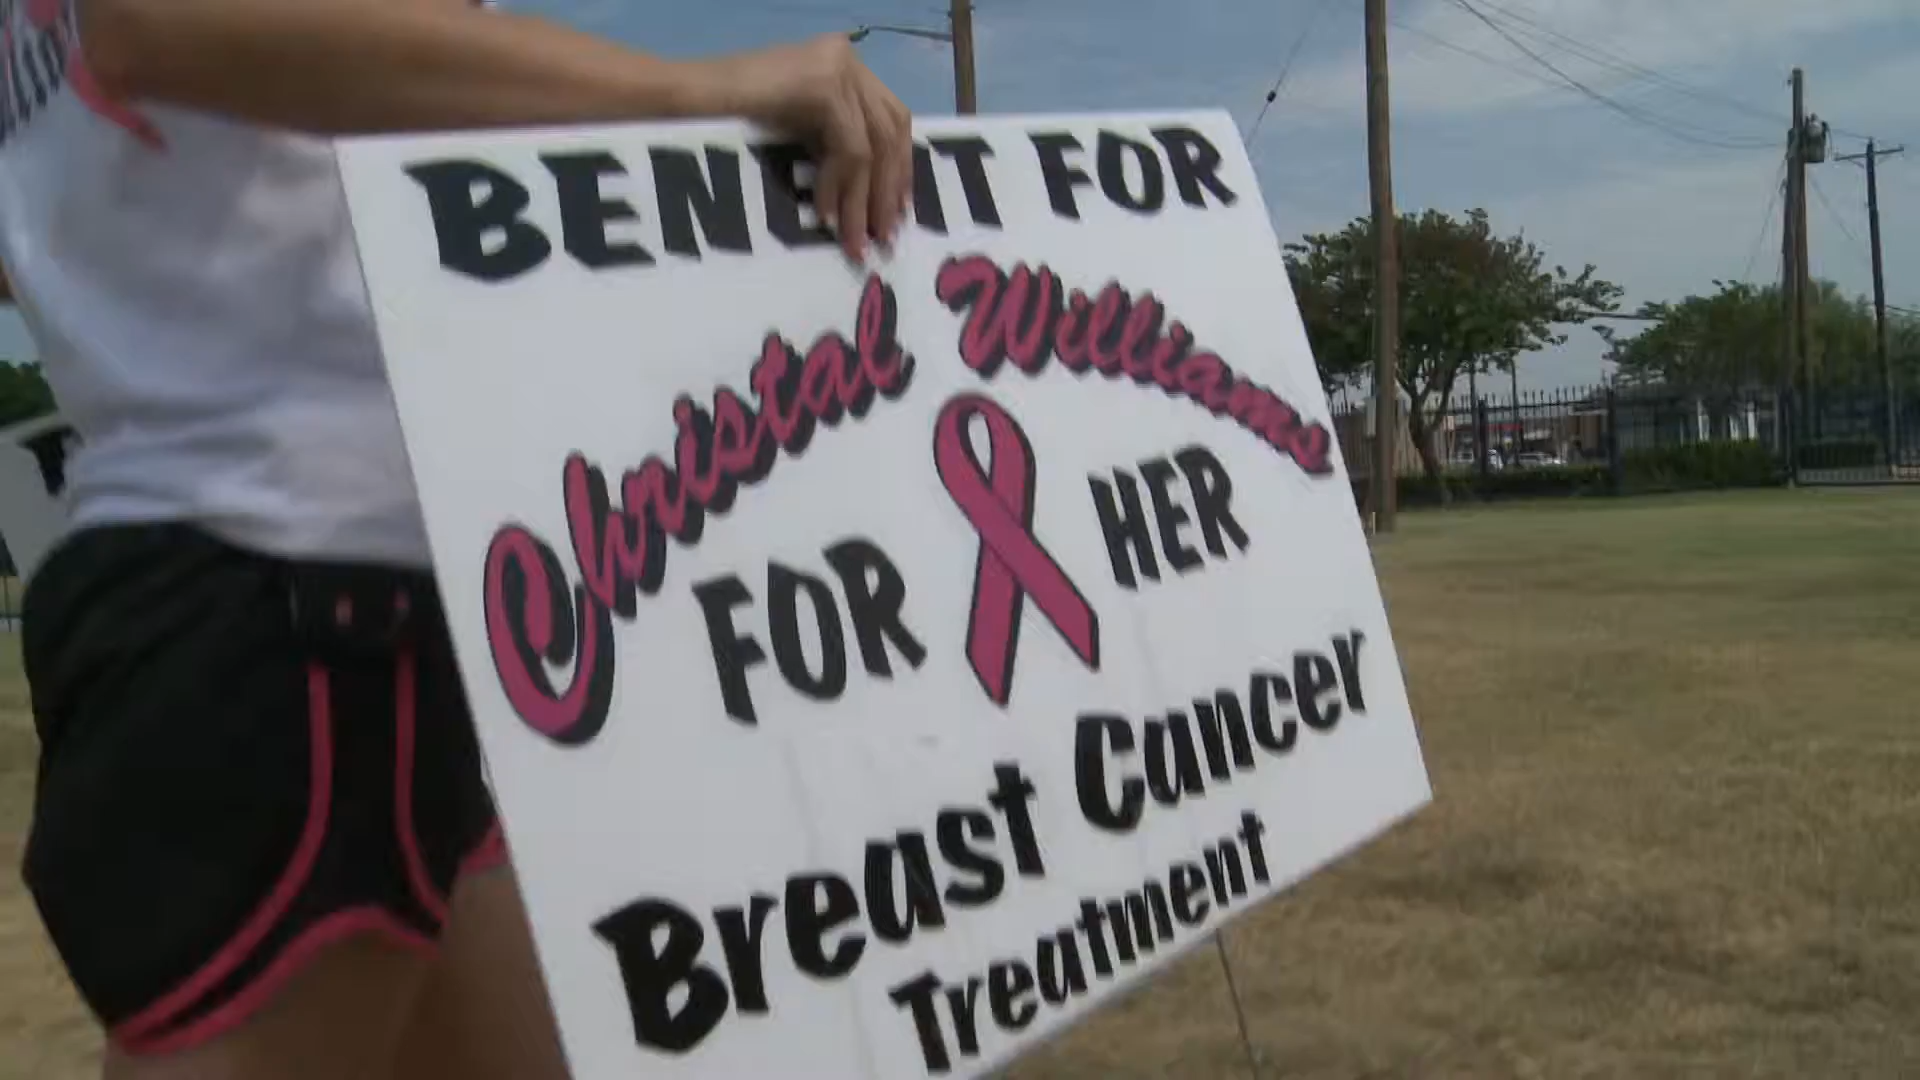 BENEFIT FOR
Christal Williams
FOR HER
Breast Cancer
Treatment